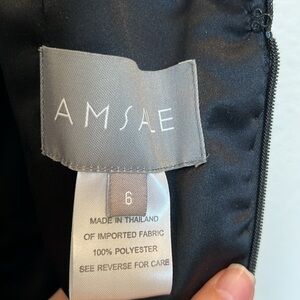 AMSALE
6
MADE IN THAILAND
OF IMPORTED FABRIC
100% POLYESTER
SEE REVERSE FOR CARE